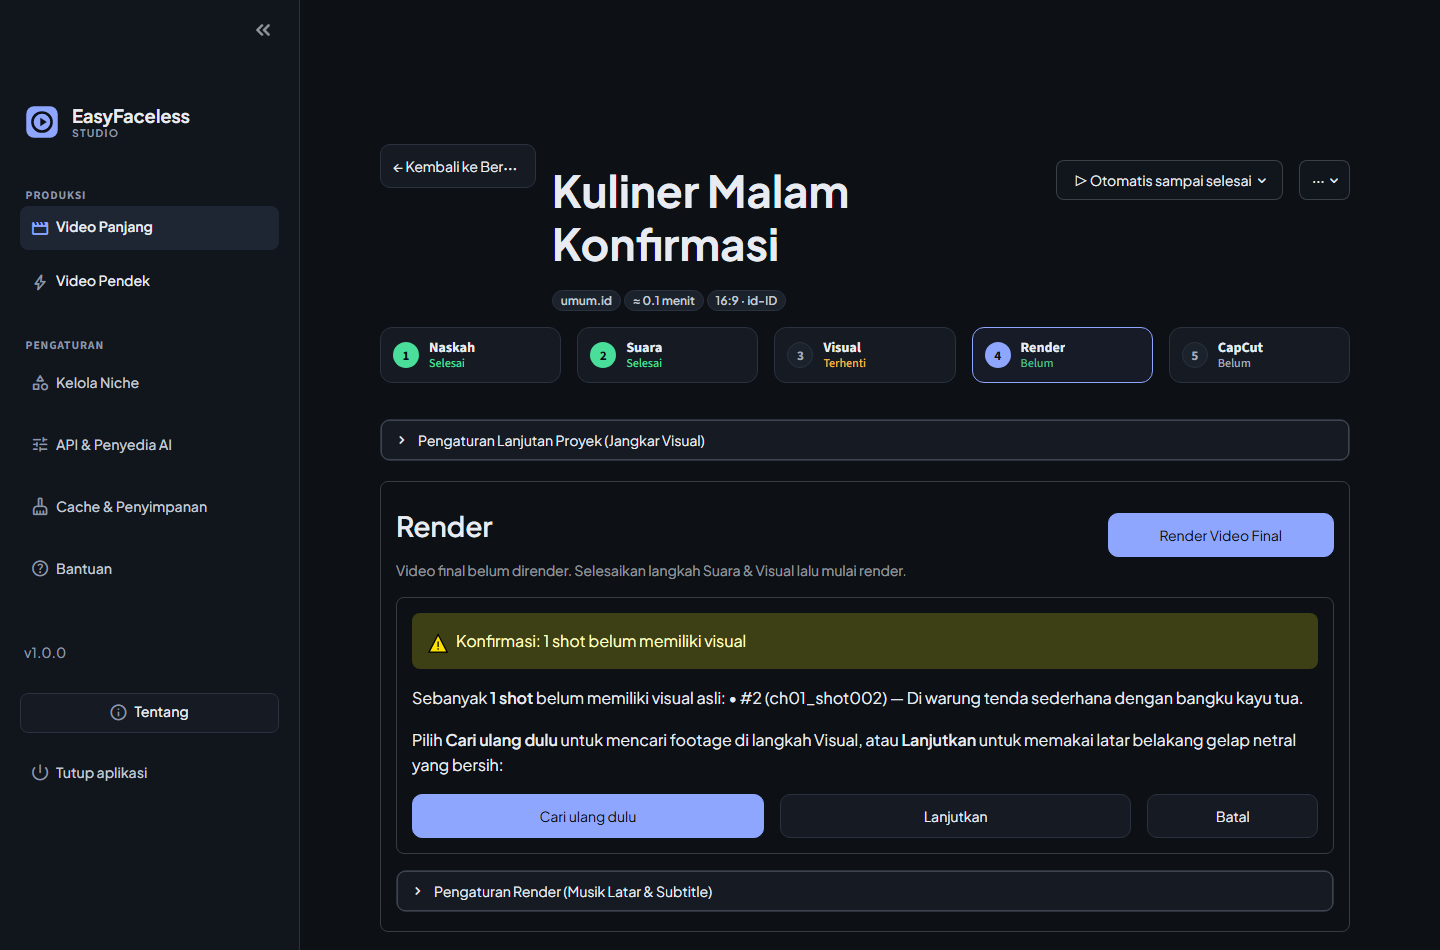 EasyFaceless
STUDIO
PRODUKSI
Video Panjang
Video Pendek
PENGATURAN
Kelola Niche
API & Penyedia AI
Cache & Penyimpanan
Bantuan
v1.0.0
Tentang
Tutup aplikasi
← Kembali ke Ber...
Kuliner Malam
Konfirmasi
umum.id ≈ 0.1 menit 16:9 · id-ID
Otomatis sampai selesai
...
1 Naskah
Selesai
2 Suara
Selesai
3 Visual
Terhenti
4 Render
Belum
5 CapCut
Belum
Pengaturan Lanjutan Proyek (Jangkar Visual)
Render
Render Video Final
Video final belum dirender. Selesaikan langkah Suara & Visual lalu mulai render.
⚠️ Konfirmasi: 1 shot belum memiliki visual
Sebanyak 1 shot belum memiliki visual asli: • #2 (ch01_shot002) — Di warung tenda sederhana dengan bangku kayu tua.
Pilih Cari ulang dulu untuk mencari footage di langkah Visual, atau Lanjutkan untuk memakai latar belakang gelap netral
yang bersih:
Cari ulang dulu
Lanjutkan
Batal
Pengaturan Render (Musik Latar & Subtitle)